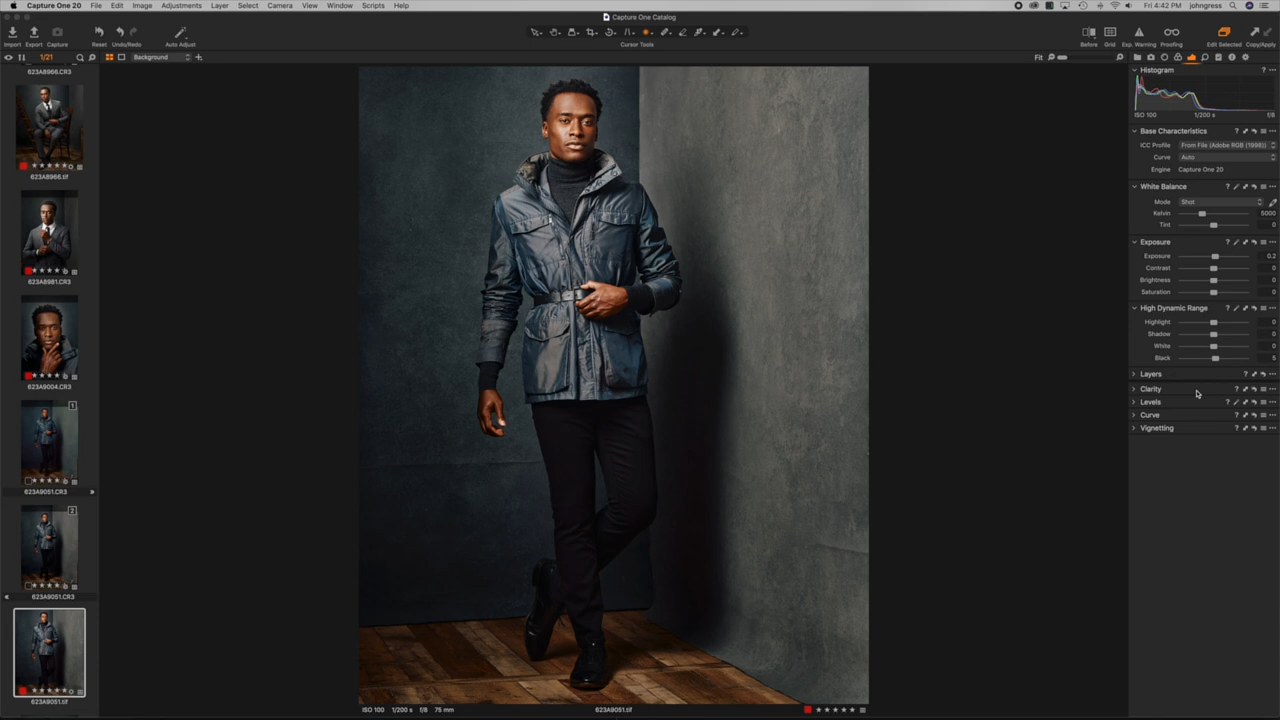 Capture One 20 File Edit Image Adjustments Layer Select Camera View Window Scripts Help
Fri 4:42 PM johngress
Capture One Catalog
Import Export Capture Reset Undo/Redo Auto Adjust
Cursor Tools
Before Grid Exp. Warning Proofing Edit Selected Copy/Apply
1/21
Background
Fit
623A8966.CR3
623A8966.tif
623A8981.CR3
623A9004.CR3
1
623A9051.CR3
2
623A9051.CR3
623A9051.tif
ISO 100 1/200 s f/8 75 mm
623A9051.tif
Histogram
ISO 100 1/200 s f/8
Base Characteristics
ICC Profile From File (Adobe RGB (1998))
Curve Auto
Engine Capture One 20
White Balance
Mode Shot
Kelvin 5000
Tint 0
Exposure
Exposure 0.2
Contrast 0
Brightness 0
Saturation 0
High Dynamic Range
Highlight 0
Shadow 0
White 0
Black 5
Layers
Clarity
Levels
Curve
Vignetting